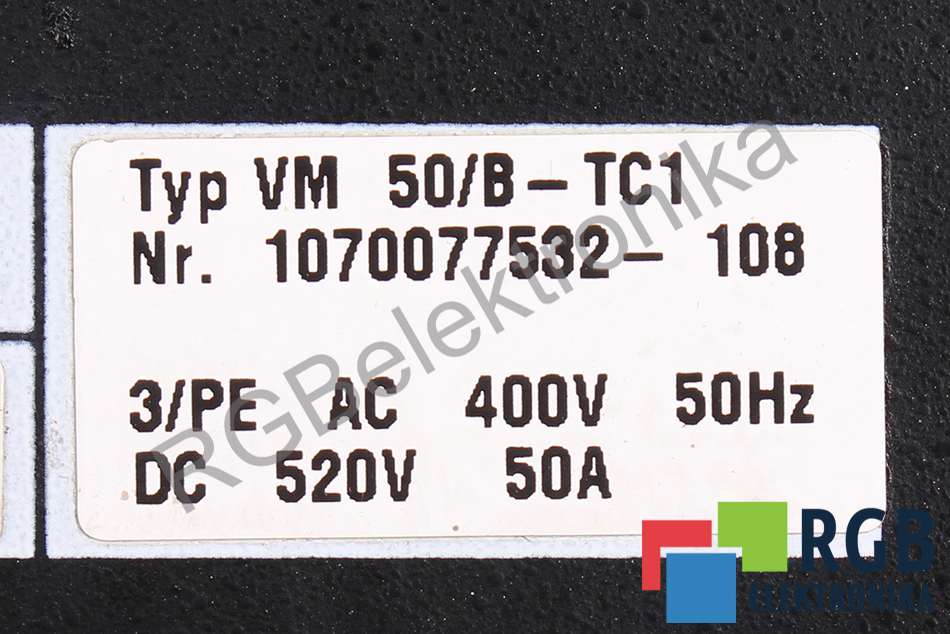 Typ VM 50/B-TC1
Nr. 1070077532- 108
3/PE AC 400V 50Hz
DC 520V 50A
RGBelektronika
RGB
ELEKTRONIKA